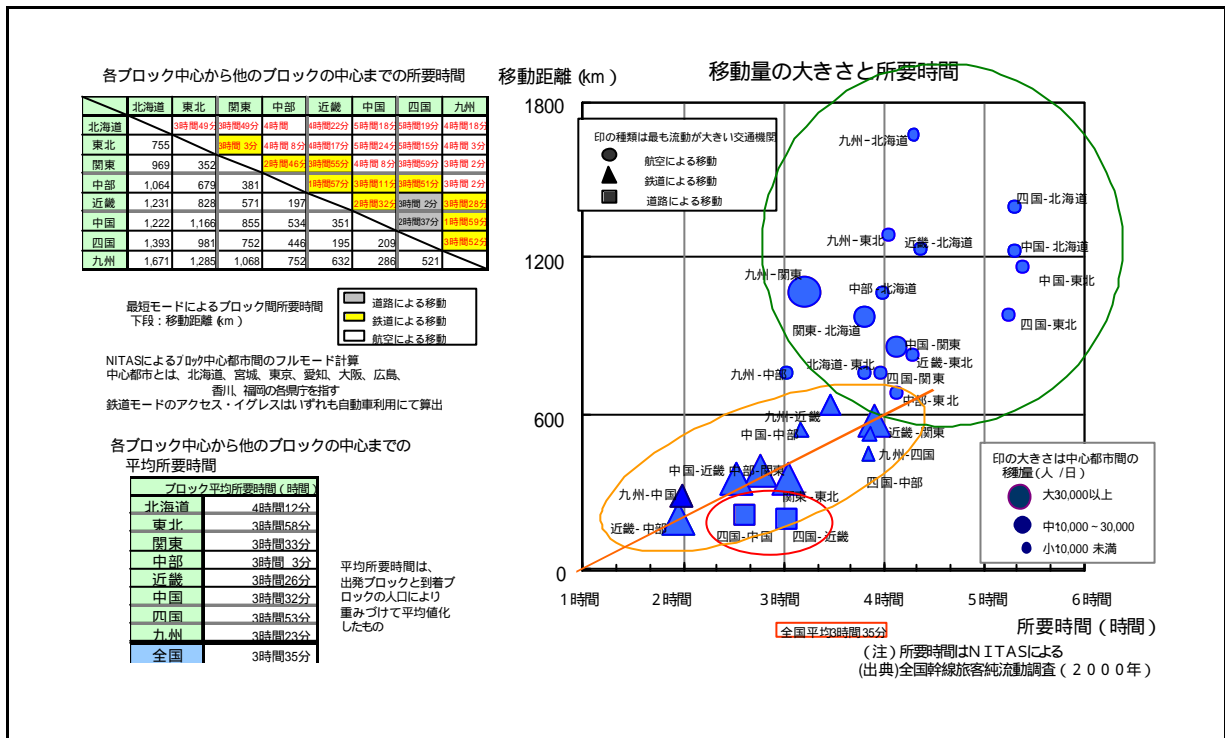 各ブロック中心から他のブロックの中心までの所要時間
北海道 東北 関東 中部 近畿 中国 四国 九州
北海道 3時間49分 3時間49分 4時間 4時間22分 5時間18分 5時間19分 4時間18分
東北 755 3時間 3分 4時間 8分 4時間17分 5時間24分 5時間15分 4時間 3分
関東 969 352 2時間46分 3時間55分 4時間 8分 3時間59分 3時間 2分
中部 1,064 679 381 1時間57分 3時間11分 3時間51分 3時間 2分
近畿 1,231 828 571 197 2時間32分 3時間 2分 3時間28分
中国 1,222 1,166 855 534 351 2時間37分 1時間59分
四国 1,393 981 752 446 195 209 3時間52分
九州 1,671 1,285 1,068 752 632 286 521
最短モードによるブロック間所要時間
下段:移動距離(km)
道路による移動
鉄道による移動
航空による移動
NITASによるブロック中心都市間のフルモード計算
中心都市とは、北海道、宮城、東京、愛知、大阪、広島、
香川、福岡の各県庁を指す
鉄道モードのアクセス・イグレスはいずれも自動車利用にて算出
各ブロック中心から他のブロックの中心までの
平均所要時間
ブロック平均所要時間(時間)
北海道 4時間12分
東北 3時間58分
関東 3時間33分
中部 3時間 3分
近畿 3時間26分
中国 3時間32分
四国 3時間53分
九州 3時間23分
全国 3時間35分
平均所要時間は、
出発ブロックと到着ブ
ロックの人口により
重みづけて平均値化
したもの
移動距離(km)
移動量の大きさと所要時間
1800
1200
600
0
印の種類は最も流動が大きい交通機関
航空による移動
鉄道による移動
道路による移動
九州-北海道
四国-北海道
九州-東北
近畿-北海道
中国-北海道
中国-東北
九州-関東
中部-北海道
四国-東北
関東-北海道
中国-関東
近畿-東北
九州-中部
北海道-東北
四国-関東
中部-東北
九州-近畿
中国-中部
近畿-関東
九州-四国
四国-中部
中国-近畿
中部-関東
九州-中国
関東-東北
近畿-中部
四国-中国
四国-近畿
印の大きさは中心都市間の
移動量(人/日)
大30,000以上
中10,000~30,000
小10,000 未満
1時間
2時間
3時間
4時間
5時間
6時間
所要時間(時間)
全国平均3時間35分
(注)所要時間はNITASによる
(出典)全国幹線旅客純流動調査(2000年)